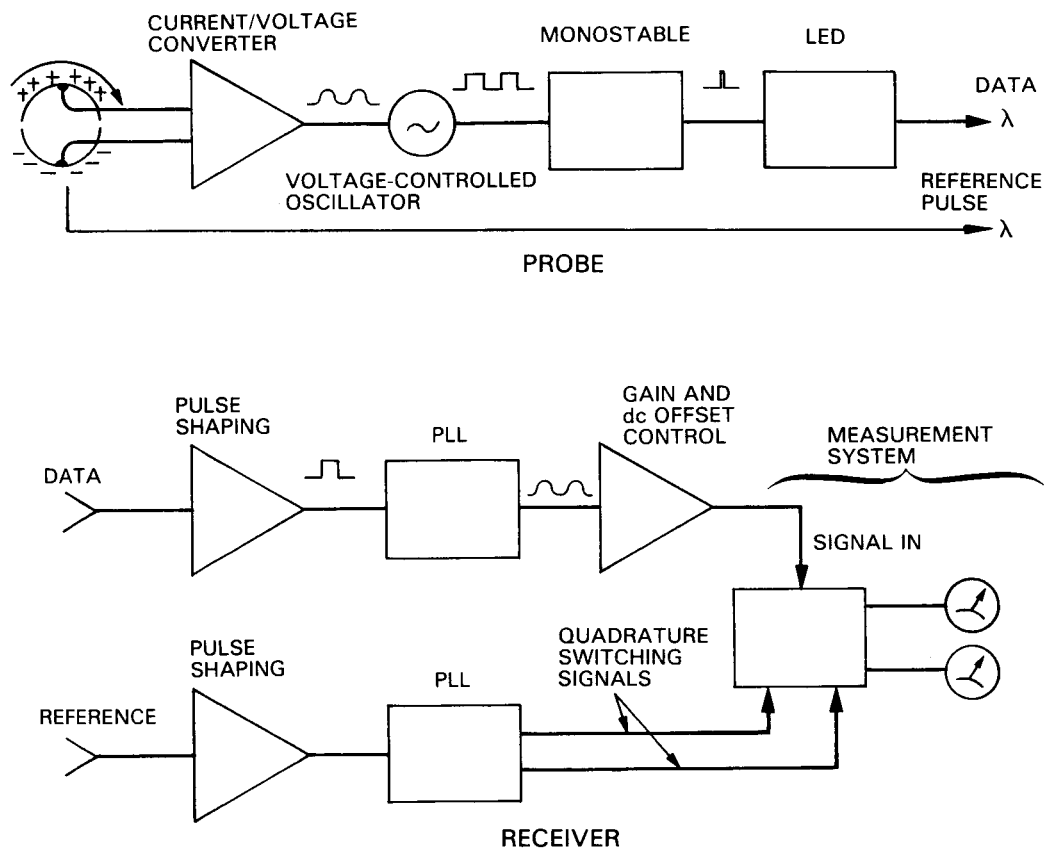 CURRENT/VOLTAGE
CONVERTER
MONOSTABLE
LED
DATA
λ
VOLTAGE-CONTROLLED
OSCILLATOR
REFERENCE
PULSE
λ
PROBE
PULSE
SHAPING
PLL
GAIN AND
dc OFFSET
CONTROL
MEASUREMENT
SYSTEM
DATA
SIGNAL IN
PULSE
SHAPING
PLL
QUADRATURE
SWITCHING
SIGNALS
REFERENCE
RECEIVER